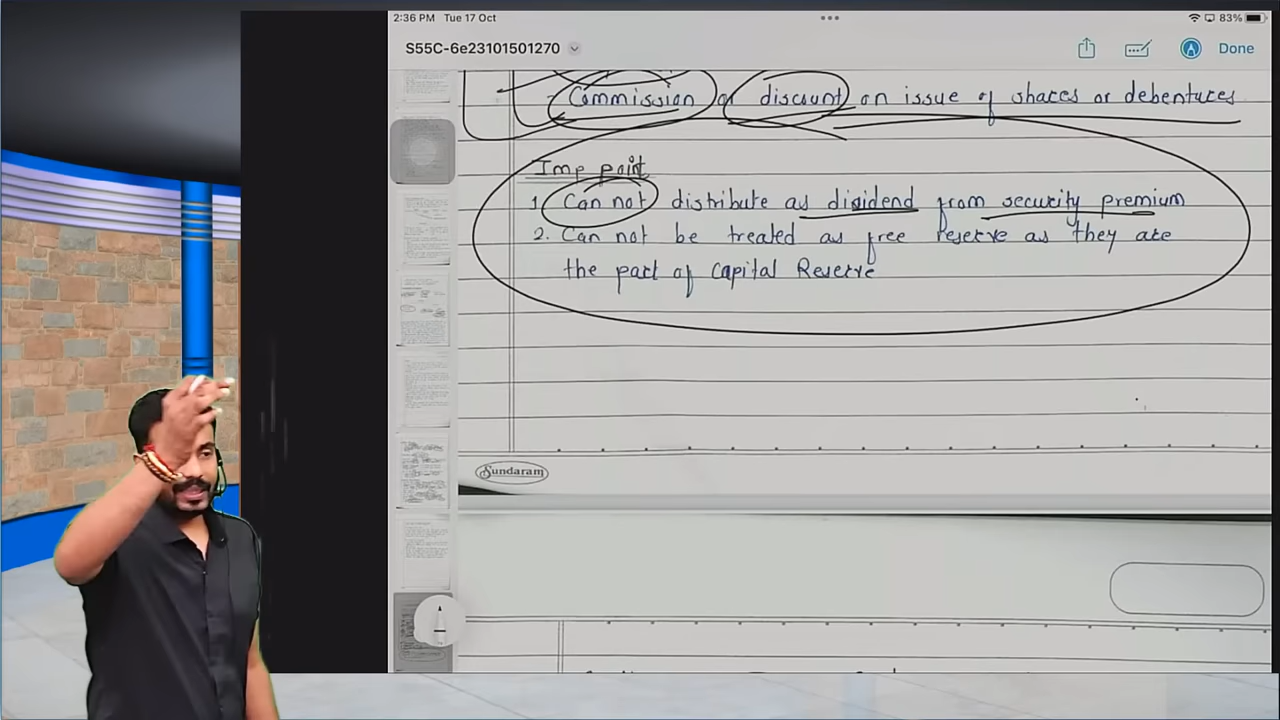 2:36 PM Tue 17 Oct
83%
S55C-6e23101501270
Done
Commission or discount on issue of shares or debentures
Imp point
1. Can not distribute as dividend from security premium
2. Can not be treated as free reserve as they are
the part of Capital Reserve
Sundaram